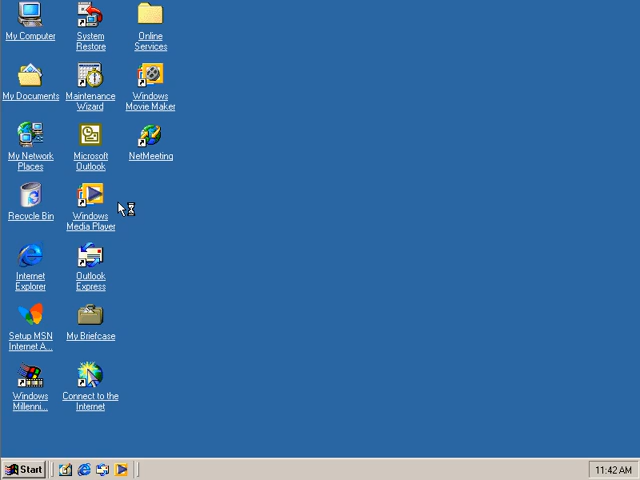 My Computer
System
Restore
Online
Services
My Documents
Maintenance
Wizard
Windows
Movie Maker
My Network
Places
Microsoft
Outlook
NetMeeting
Recycle Bin
Windows
Media Player
Internet
Explorer
Outlook
Express
Setup MSN
Internet A...
My Briefcase
Windows
Millenni...
Connect to the
Internet
Start
11:42 AM